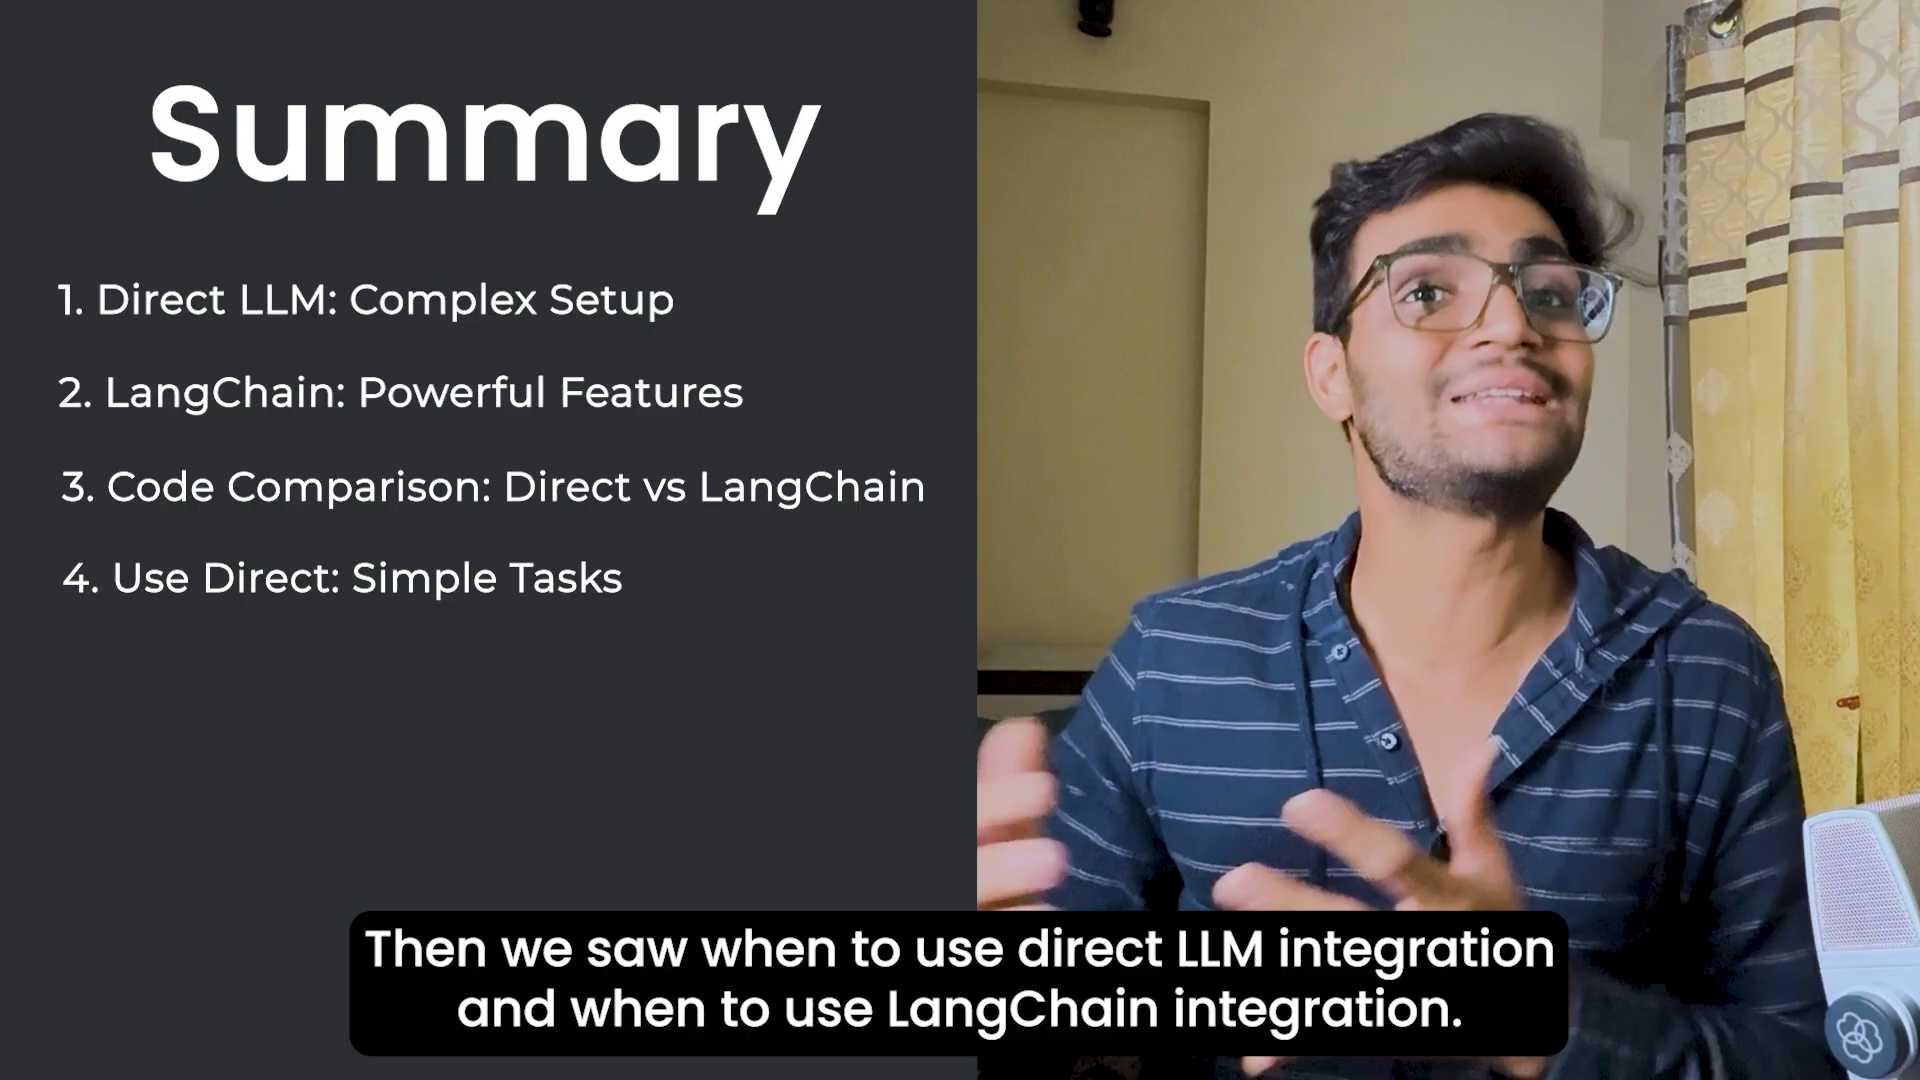 Summary
1. Direct LLM: Complex Setup
2. LangChain: Powerful Features
3. Code Comparison: Direct vs LangChain
4. Use Direct: Simple Tasks
Then we saw when to use direct LLM integration
and when to use LangChain integration.